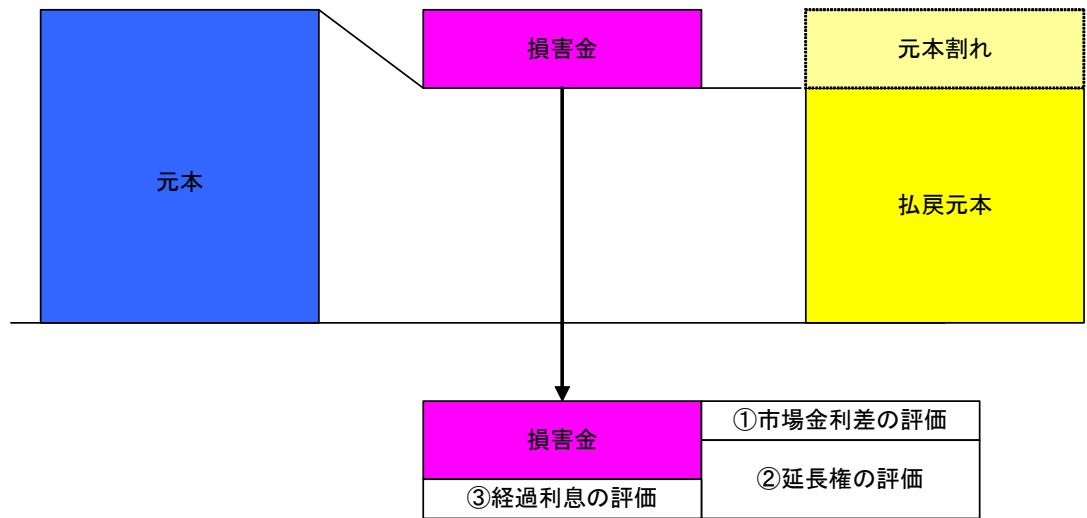 損害金
元本割れ
元本
払戻元本
損害金
①市場金利差の評価
②延長権の評価
③経過利息の評価